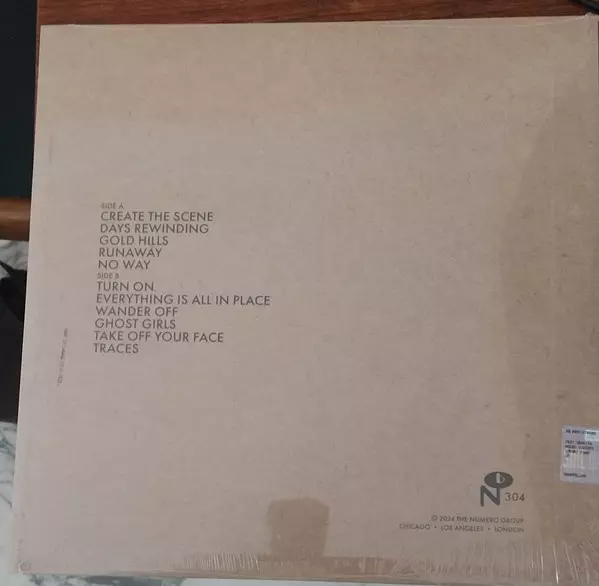 SIDE A
CREATE THE SCENE
DAYS REWINDING
GOLD HILLS
RUNAWAY
NO WAY
SIDE B
TURN ON
EVERYTHING IS ALL IN PLACE
WANDER OFF
GHOST GIRLS
TAKE OFF YOUR FACE
TRACES
N 304
© 2024 THE NUMERO GROUP
CHICAGO • LOS ANGELES • LONDON